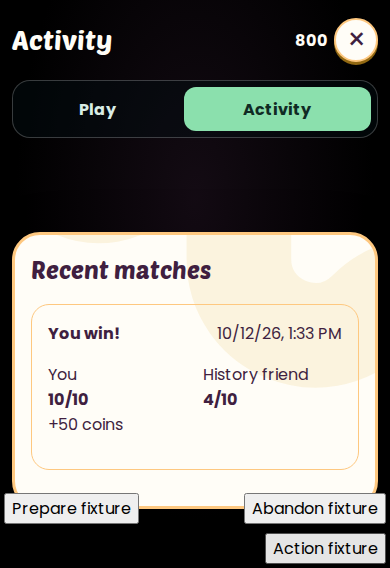 Activity
800 ×
Play Activity
Recent matches
You win! 10/12/26, 1:33 PM
You History friend
10/10 4/10
+50 coins
Prepare fixture Abandon fixture
Action fixture